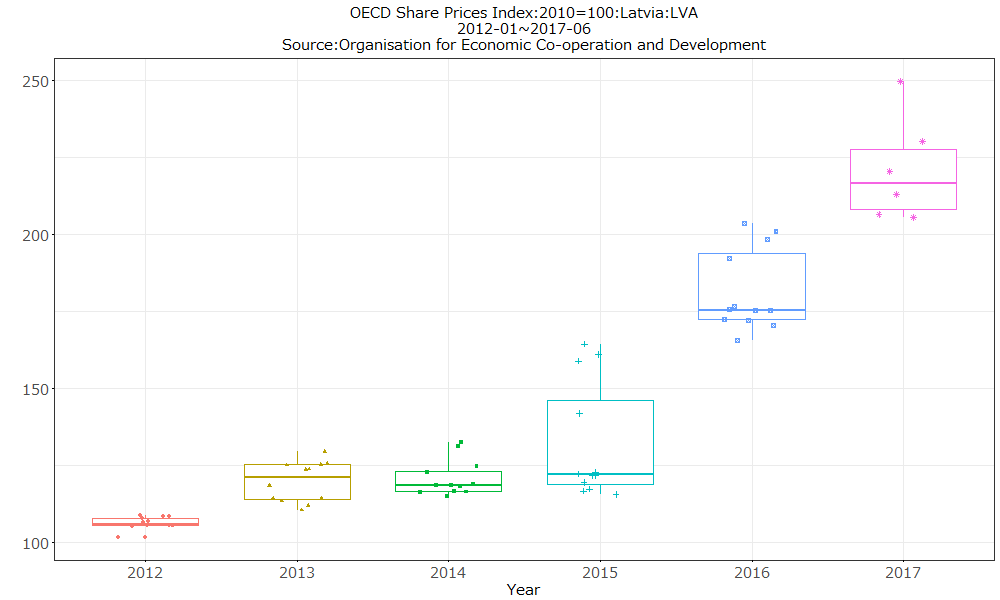 OECD Share Prices Index:2010=100:Latvia:LVA
2012-01~2017-06
Source:Organisation for Economic Co-operation and Development
250
200
150
100
2012 2013 2014 2015 2016 2017
Year